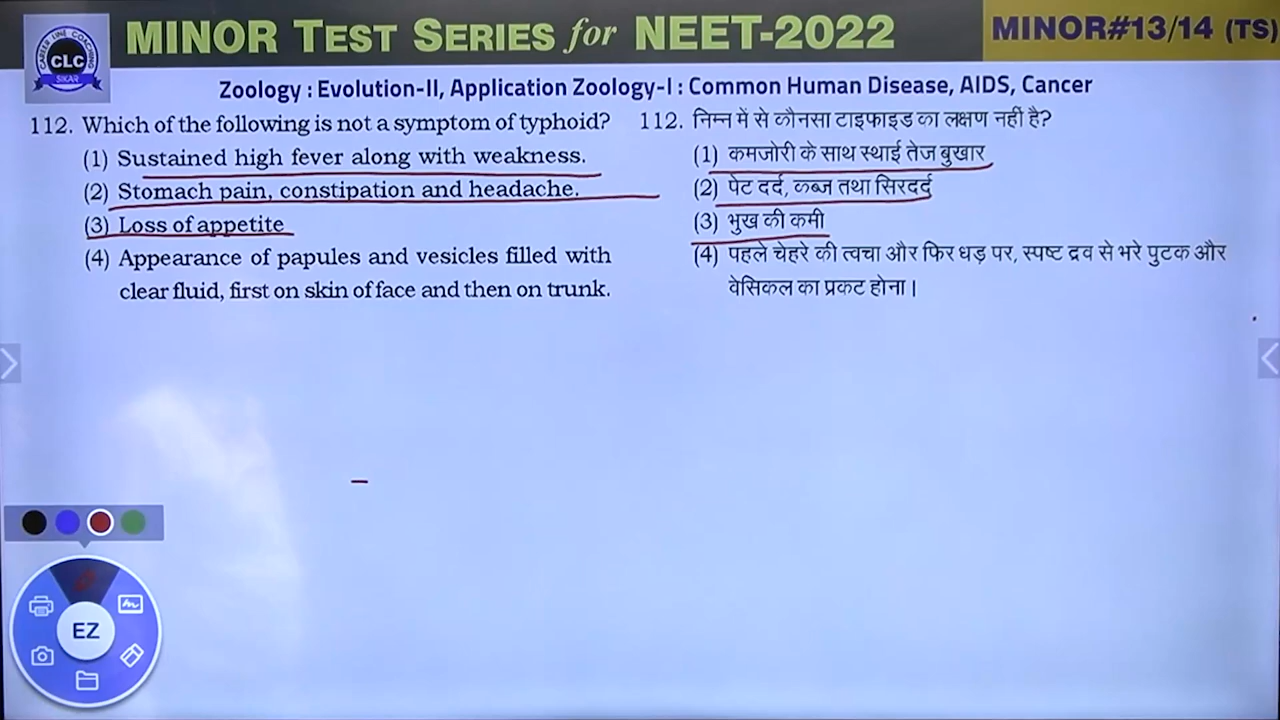 CAREER LINE COACHING
CLC
SIKAR
MINOR TEST SERIES for NEET-2022
MINOR#13/14 (TS)
Zoology : Evolution-II, Application Zoology-I : Common Human Disease, AIDS, Cancer
112. Which of the following is not a symptom of typhoid?
(1) Sustained high fever along with weakness.
(2) Stomach pain, constipation and headache.
(3) Loss of appetite
(4) Appearance of papules and vesicles filled with
clear fluid, first on skin of face and then on trunk.
112. निम्न में से कौनसा टाइफाइड का लक्षण नहीं है?
(1) कमजोरी के साथ स्थाई तेज बुखार
(2) पेट दर्द, कब्ज तथा सिरदर्द
(3) भुख की कमी
(4) पहले चेहरे की त्वचा और फिर धड़ पर, स्पष्ट द्रव से भरे पुटक और
वेसिकल का प्रकट होना।
EZ